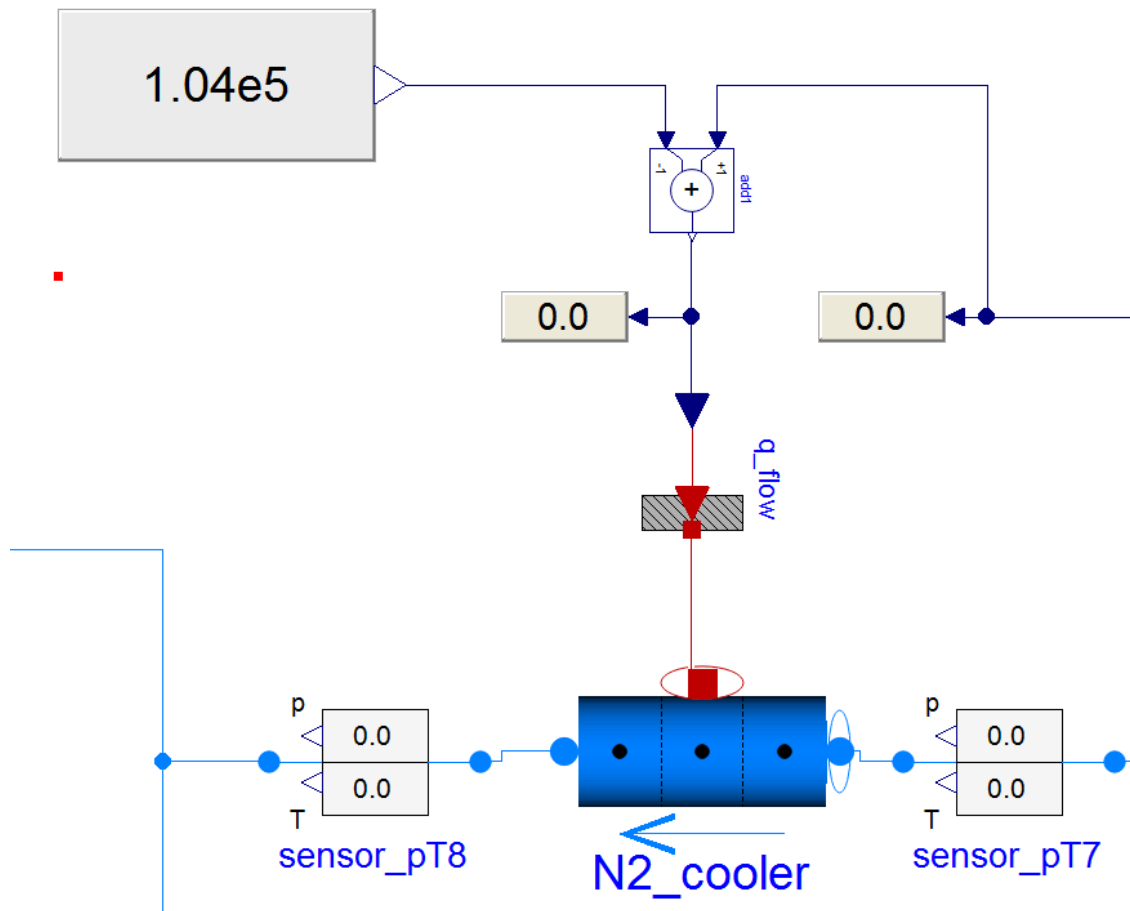 1.04e5
-1
+1
+
add1
0.0
0.0
q_flow
p
0.0
0.0
T
sensor_pT8
p
0.0
0.0
T
sensor_pT7
N2_cooler